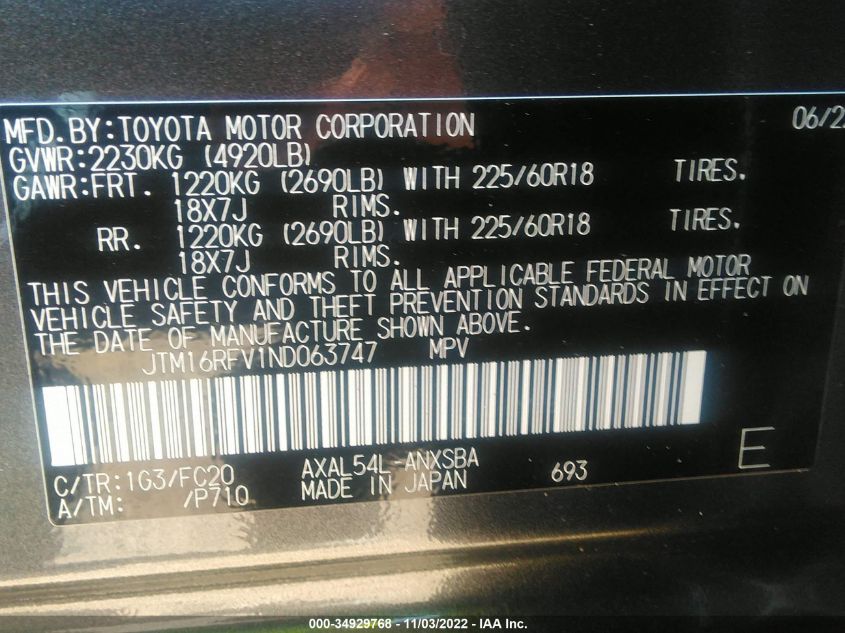 MFD.BY:TOYOTA MOTOR CORPORATION 06/22
GVWR:2230KG (4920LB)
GAWR:FRT. 1220KG (2690LB) WITH 225/60R18 TIRES.
18X7J RIMS.
RR. 1220KG (2690LB) WITH 225/60R18 TIRES.
18X7J RIMS.
THIS VEHICLE CONFORMS TO ALL APPLICABLE FEDERAL MOTOR
VEHICLE SAFETY AND THEFT PREVENTION STANDARDS IN EFFECT ON
THE DATE OF MANUFACTURE SHOWN ABOVE.
JTM16RFV1ND063747 MPV
C/TR:1G3/FC20 AXAL54L-ANXSBA 693 E
A/TM: /P710 MADE IN JAPAN
000-34929768 - 11/03/2022 - IAA Inc.